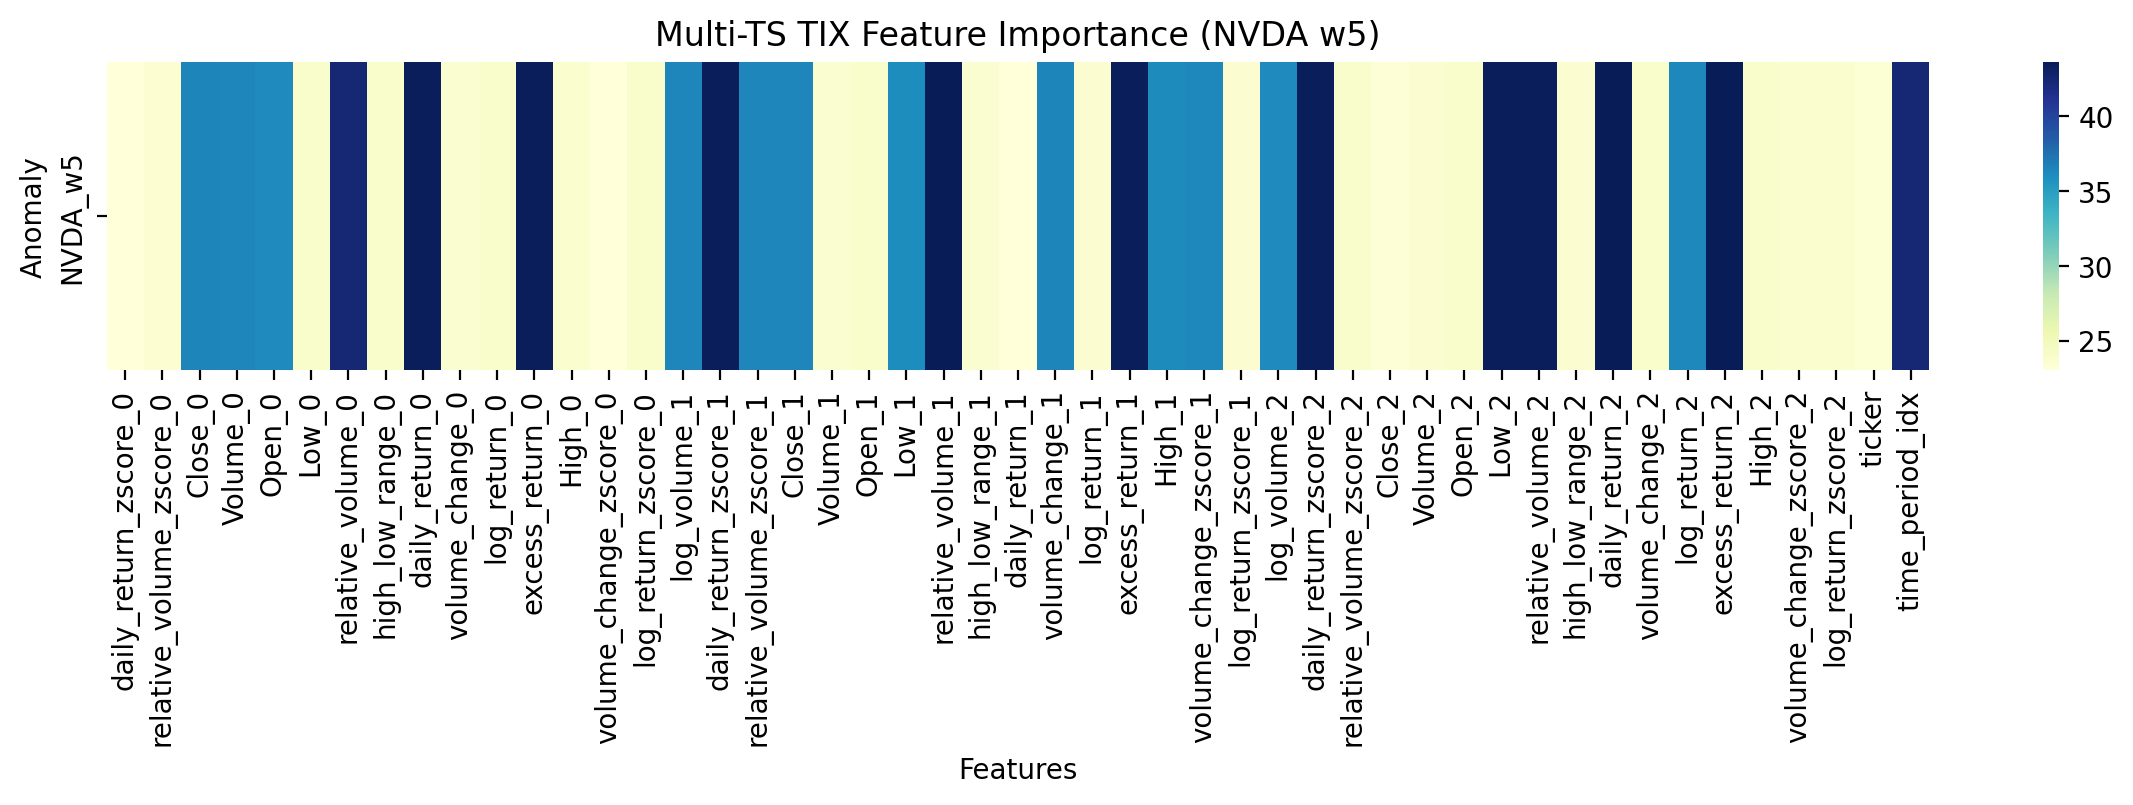 Multi-TS TIX Feature Importance (NVDA w5)
Anomaly
NVDA_w5
40
35
30
25
daily_return_zscore_0
relative_volume_zscore_0
Close_0
Volume_0
Open_0
Low_0
relative_volume_0
high_low_range_0
daily_return_0
volume_change_0
log_return_0
excess_return_0
High_0
volume_change_zscore_0
log_return_zscore_0
log_volume_1
daily_return_zscore_1
relative_volume_zscore_1
Close_1
Volume_1
Open_1
Low_1
relative_volume_1
high_low_range_1
daily_return_1
volume_change_1
log_return_1
excess_return_1
High_1
volume_change_zscore_1
log_return_zscore_1
log_volume_2
daily_return_zscore_2
relative_volume_zscore_2
Close_2
Volume_2
Open_2
Low_2
relative_volume_2
high_low_range_2
daily_return_2
volume_change_2
log_return_2
excess_return_2
High_2
volume_change_zscore_2
log_return_zscore_2
ticker
time_period_idx
Features